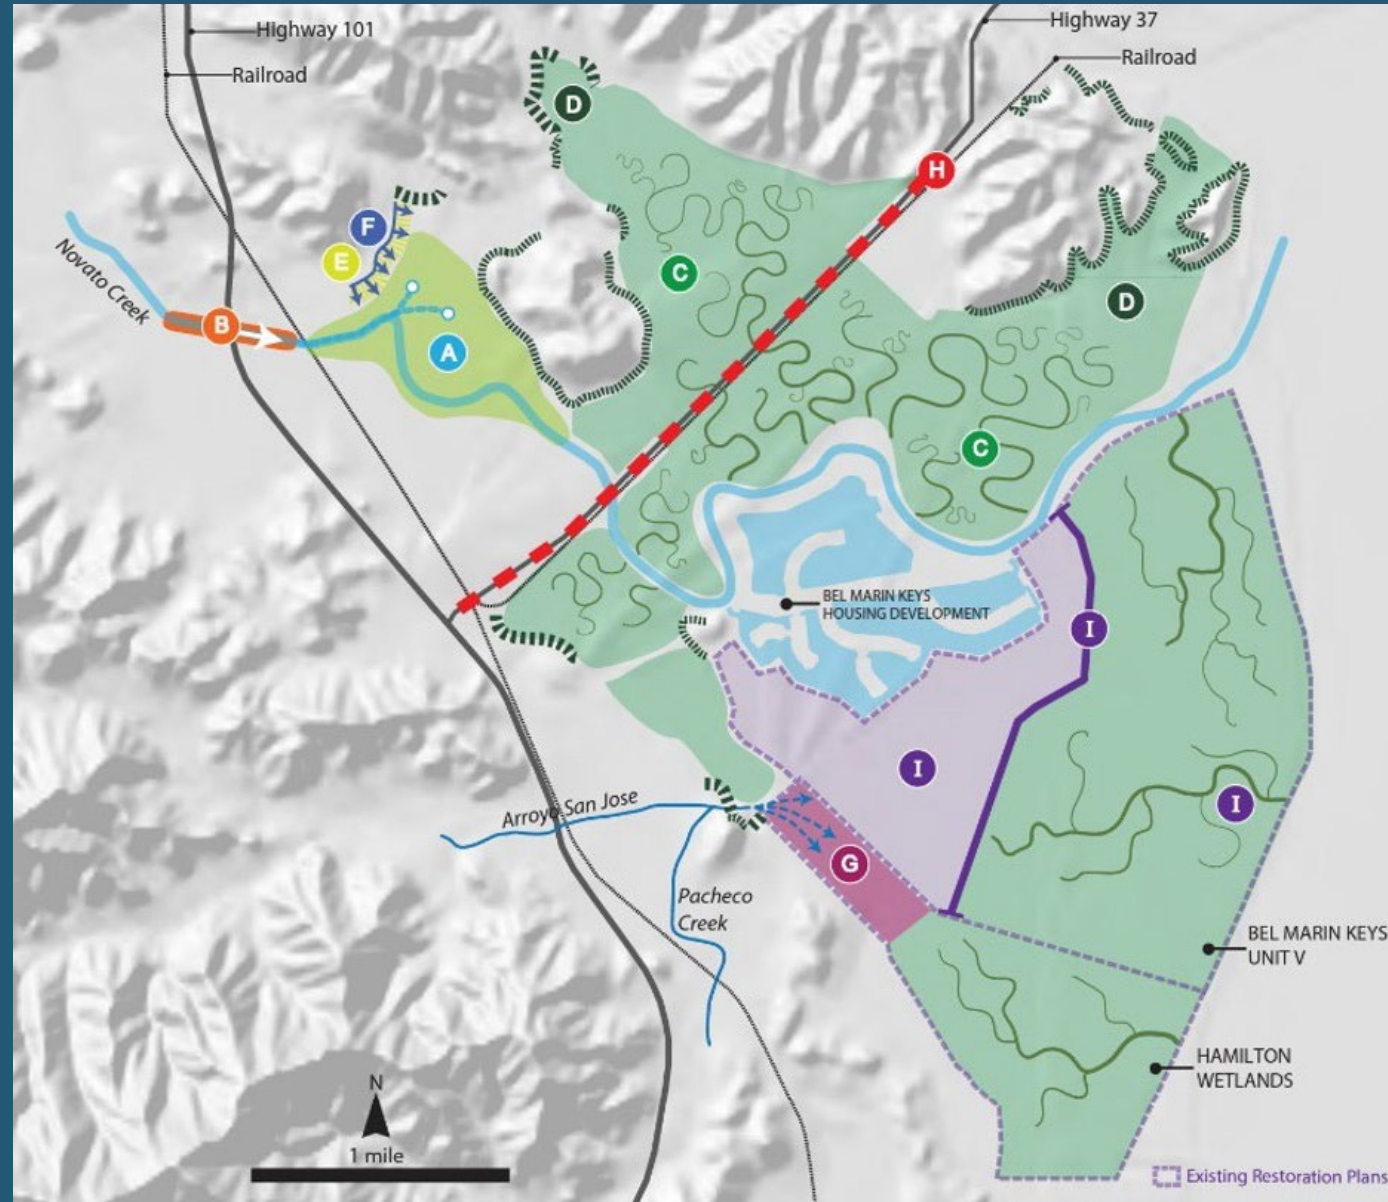 Highway 101
Railroad
Highway 37
Railroad
D
H
F
E
C
Novato Creek
B
A
D
C
BEL MARIN KEYS
HOUSING DEVELOPMENT
I
I
I
Arroyo San Jose
G
Pacheco
Creek
BEL MARIN KEYS
UNIT V
HAMILTON
WETLANDS
N
1 mile
Existing Restoration Plans